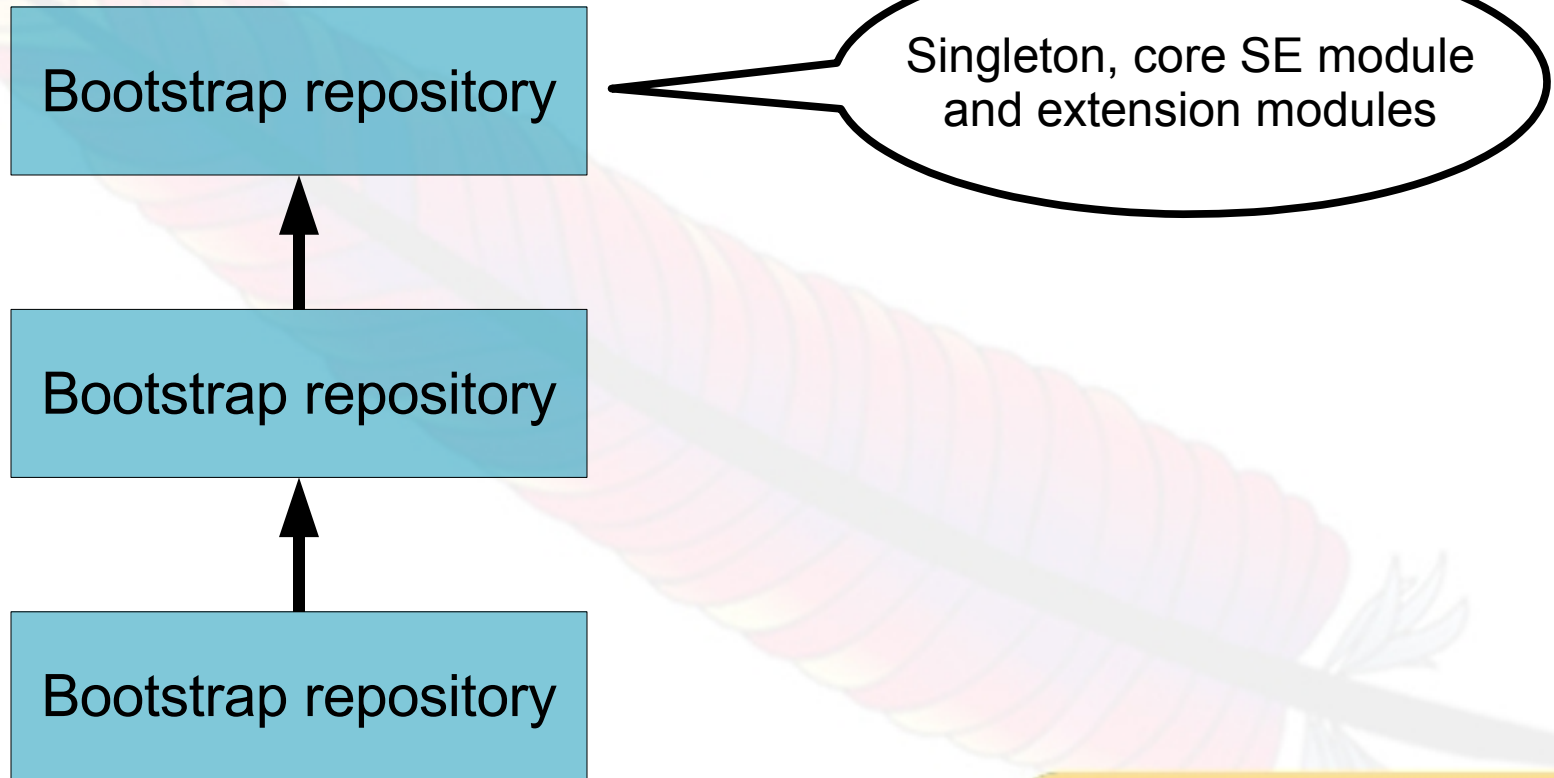 Bootstrap repository
Singleton, core SE module
and extension modules
Bootstrap repository
Bootstrap repository